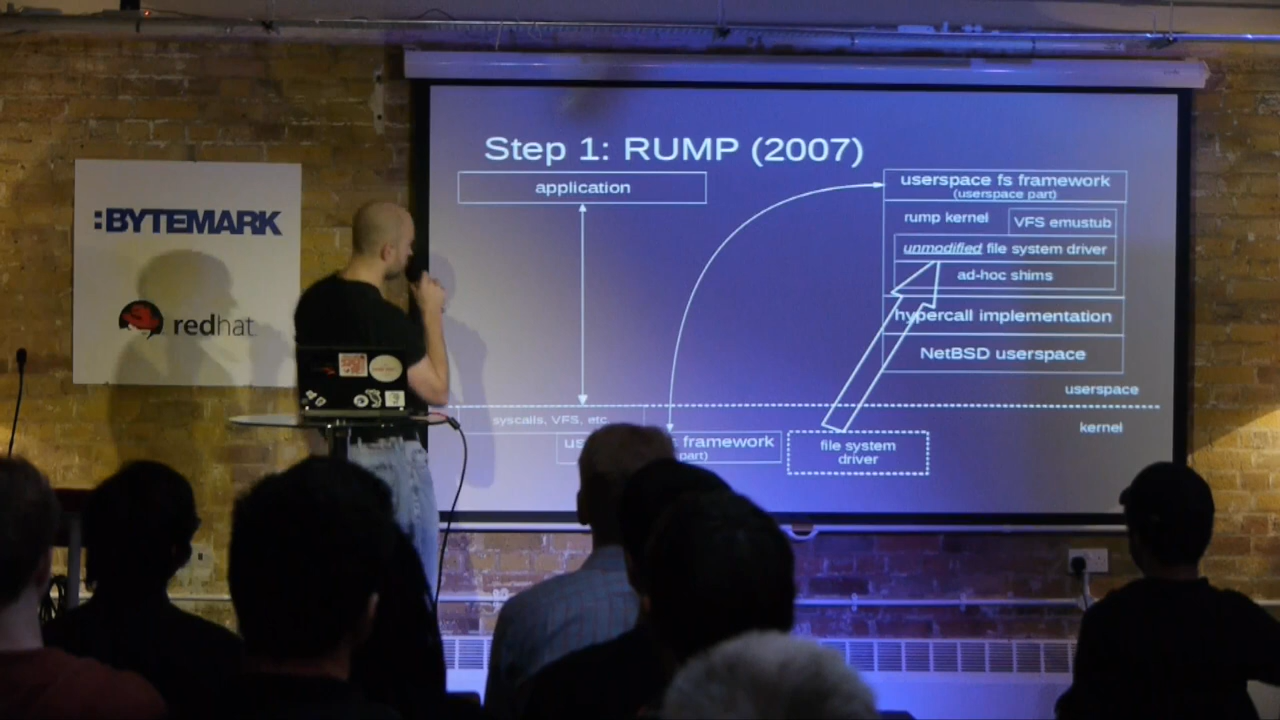 :BYTEMARK
redhat
Step 1: RUMP (2007)
application
userspace fs framework
(userspace part)
rump kernel
VFS emustub
unmodified file system driver
ad-hoc shims
hypercall implementation
NetBSD userspace
userspace
syscalls, VFS, etc.
kernel
framework
part)
file system
driver